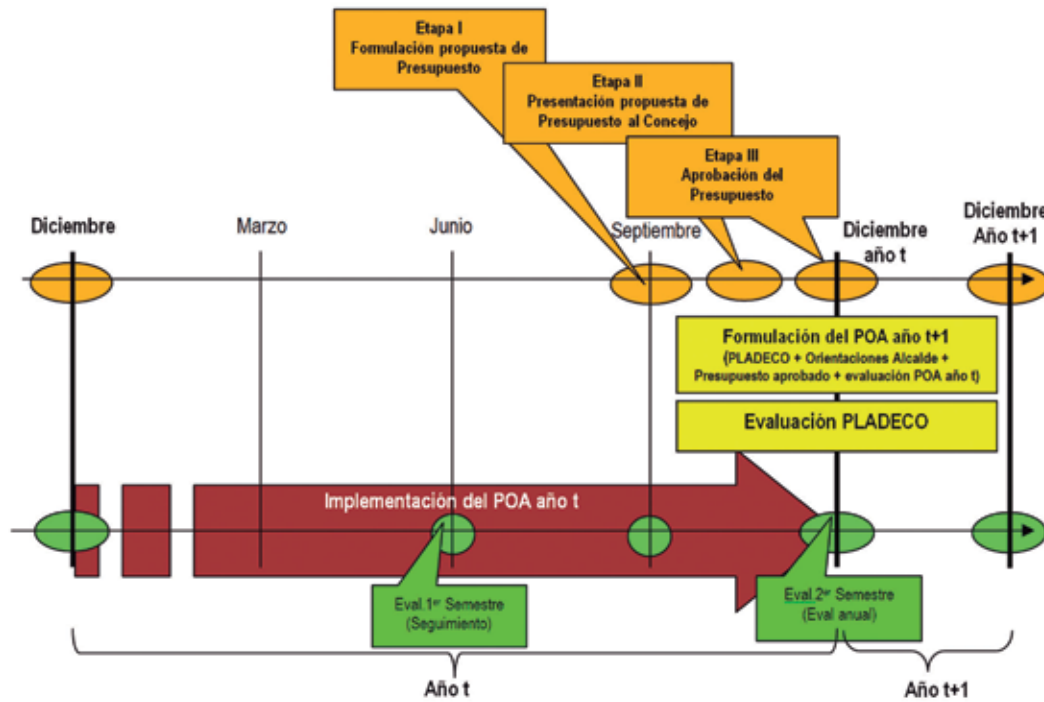 Etapa I
Formulación propuesta de
Presupuesto
Etapa II
Presentación propuesta de
Presupuesto al Concejo
Etapa III
Aprobación del
Presupuesto
Diciembre
Marzo
Junio
Septiembre
Diciembre
año t
Diciembre
Año t+1
Formulación del POA año t+1
(PLADECO + Orientaciones Alcalde +
Presupuesto aprobado + evaluación POA año t)
Evaluación PLADECO
Implementación del POA año t
Eval.1er Semestre
(Seguimiento)
Eval.2er Semestre
(Eval anual)
Año t
Año t+1